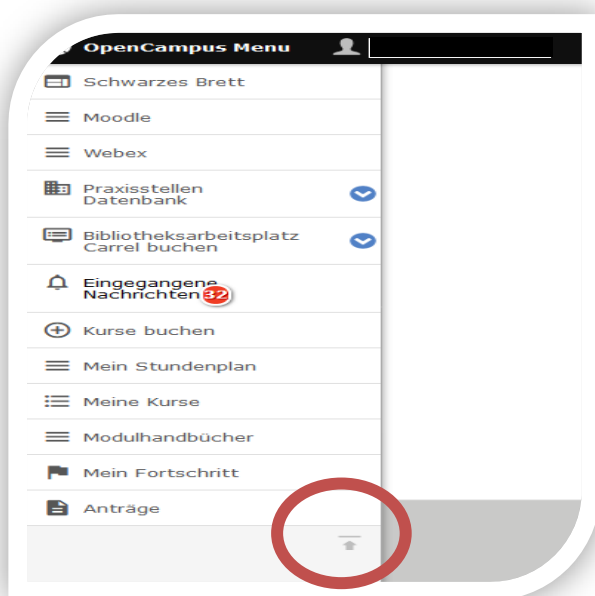 OpenCampus Menu
Schwarzes Brett
Moodle
Webex
Praxisstellen
Datenbank
Bibliotheksarbeitsplatz
Carrel buchen
Eingegangene
Nachrichten 32
Kurse buchen
Mein Stundenplan
Meine Kurse
Modulhandbücher
Mein Fortschritt
Anträge